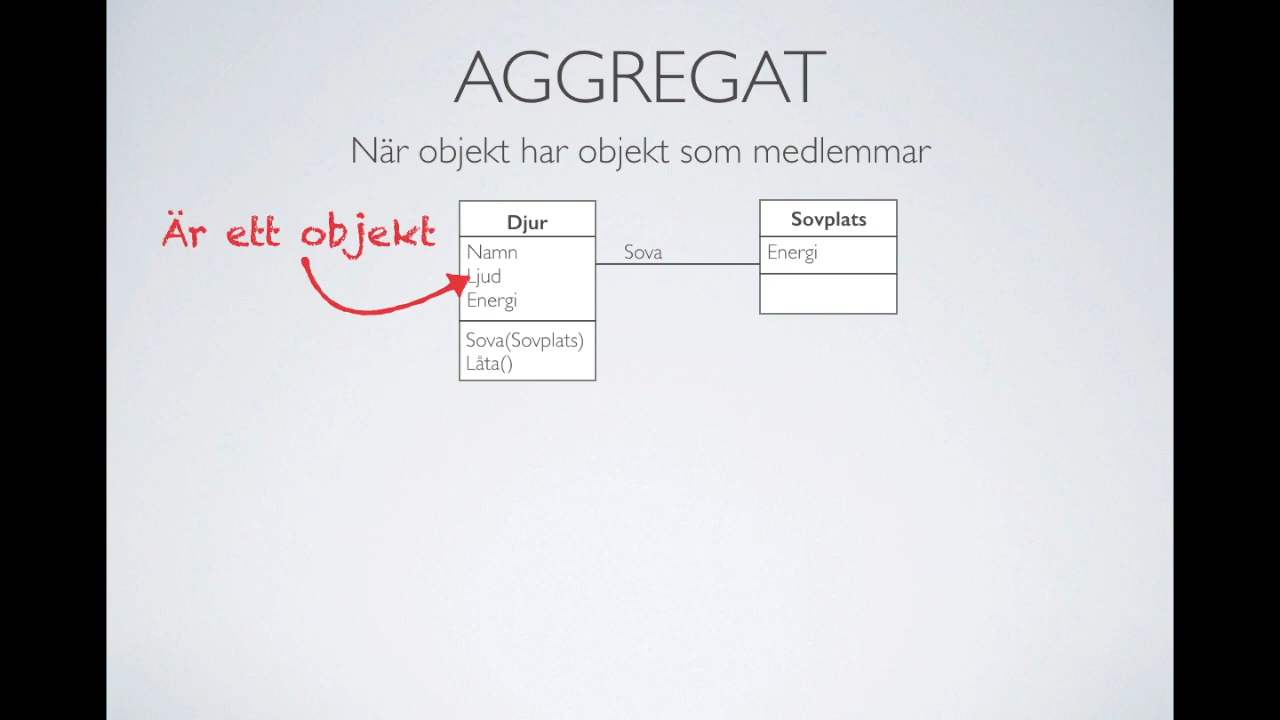 AGGREGAT
När objekt har objekt som medlemmar
Är ett objekt
Djur
Namn
Ljud
Energi
Sova(Sovplats)
Låta()
Sova
Sovplats
Energi